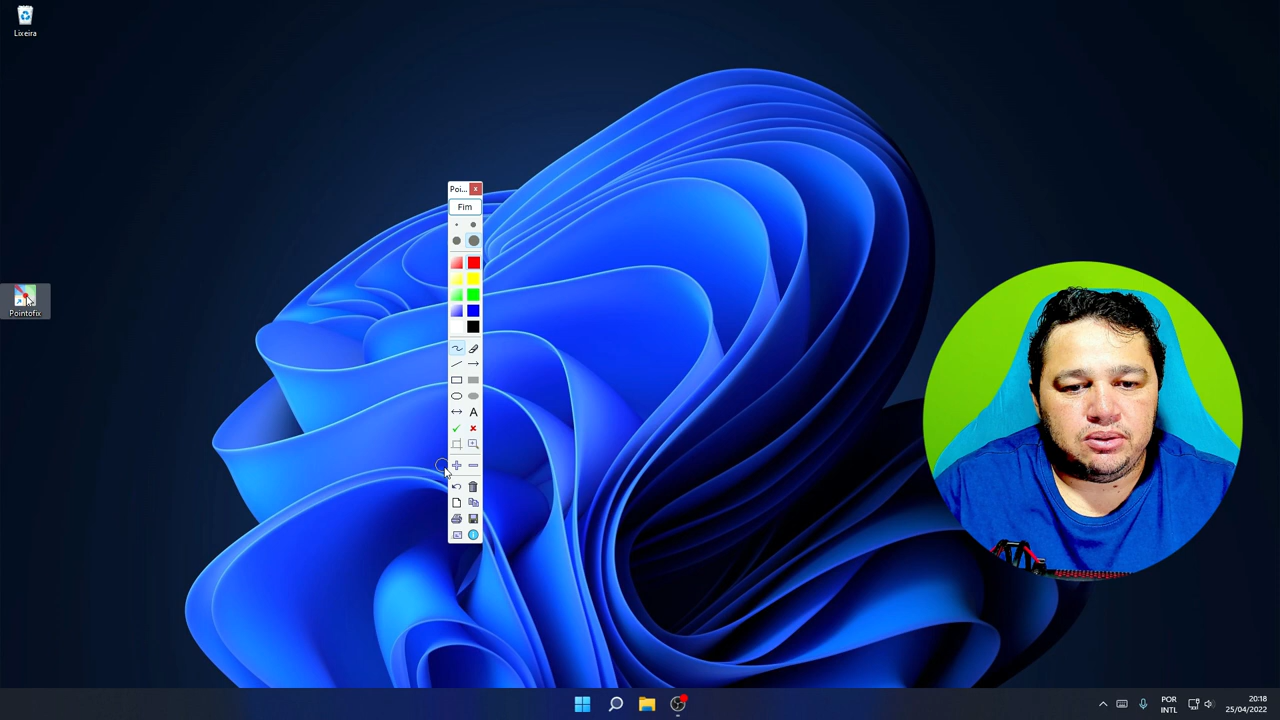 Lixeira
Poi...
x
Fim
A
Pointofix
POR
INTL
20:18
25/04/2022